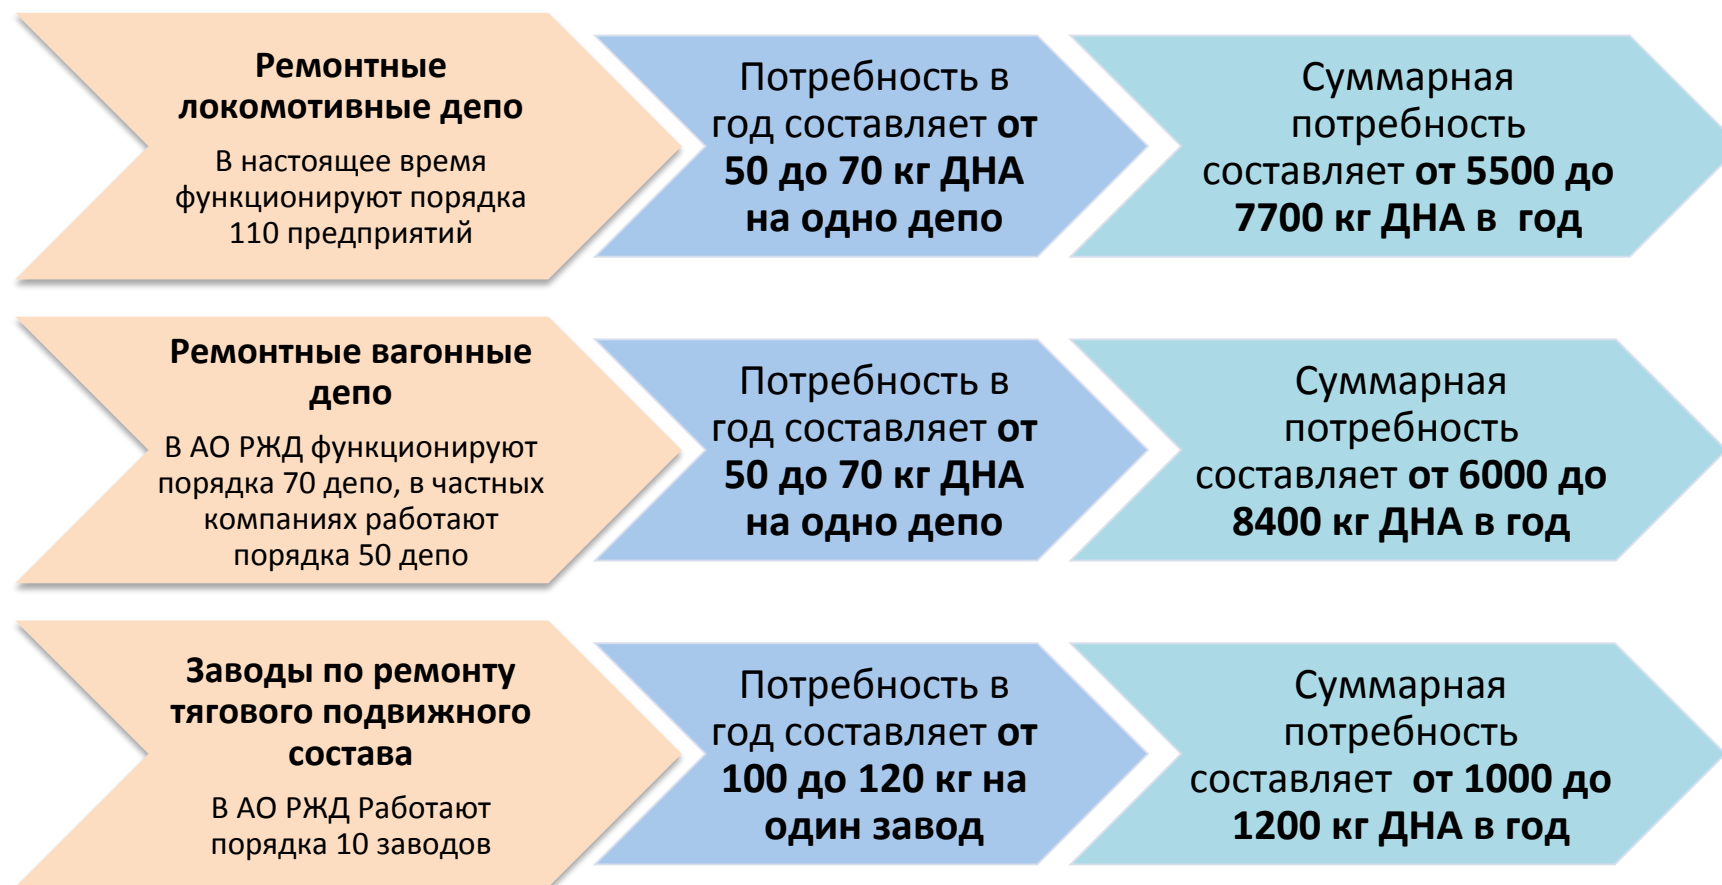 Ремонтные
локомотивные депо
В настоящее время
функционируют порядка
110 предприятий
Потребность в
год составляет от
50 до 70 кг ДНА
на одно депо
Суммарная
потребность
составляет от 5500 до
7700 кг ДНА в год
Ремонтные вагонные
депо
В АО РЖД функционируют
порядка 70 депо, в частных
компаниях работают
порядка 50 депо
Потребность в
год составляет от
50 до 70 кг ДНА
на одно депо
Суммарная
потребность
составляет от 6000 до
8400 кг ДНА в год
Заводы по ремонту
тягового подвижного
состава
В АО РЖД Работают
порядка 10 заводов
Потребность в
год составляет от
100 до 120 кг на
один завод
Суммарная
потребность
составляет от 1000 до
1200 кг ДНА в год